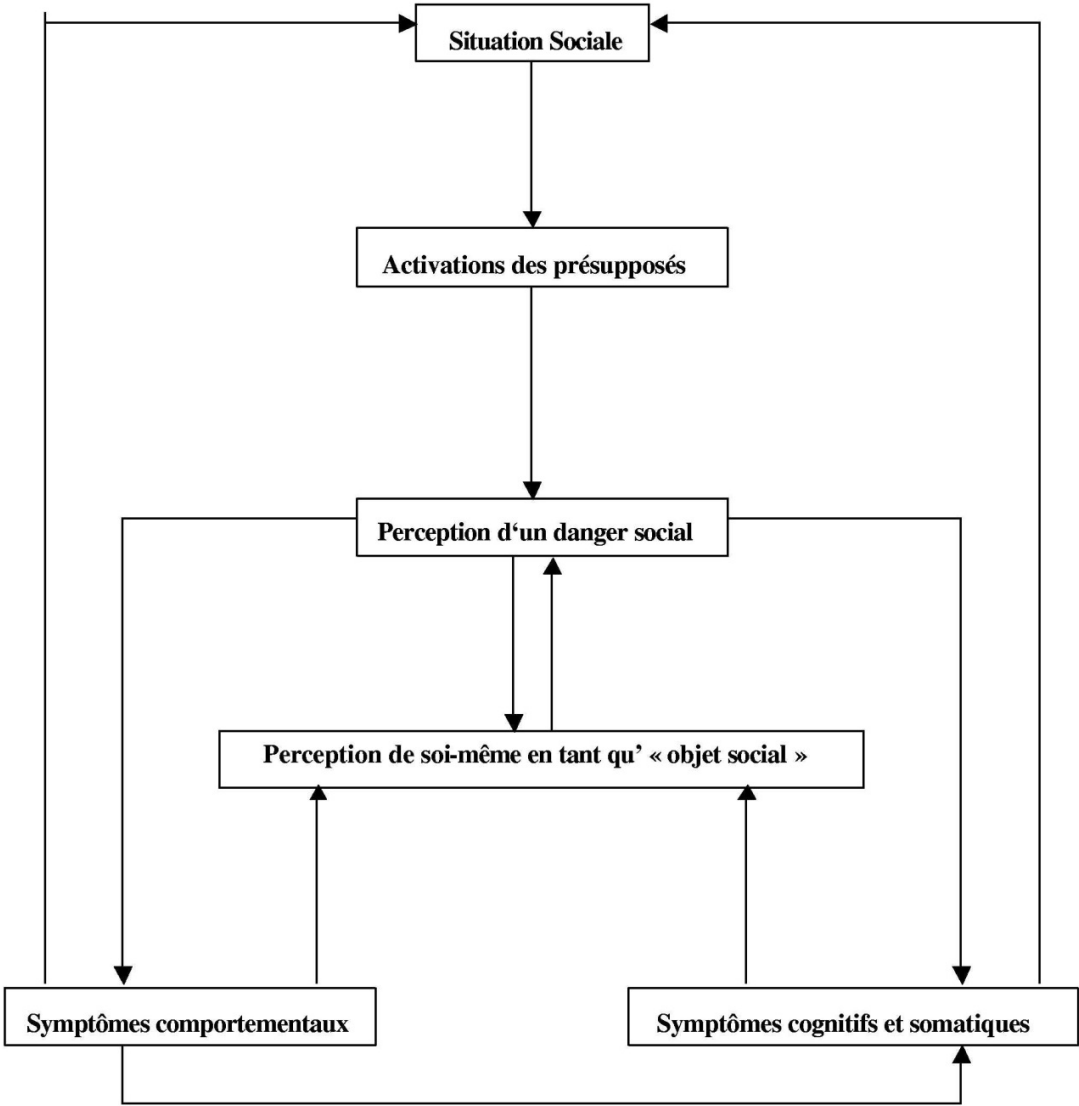 Situation Sociale
Activations des présupposés
Perception d‘un danger social
Perception de soi-même en tant qu’ « objet social »
Symptômes comportementaux
Symptômes cognitifs et somatiques